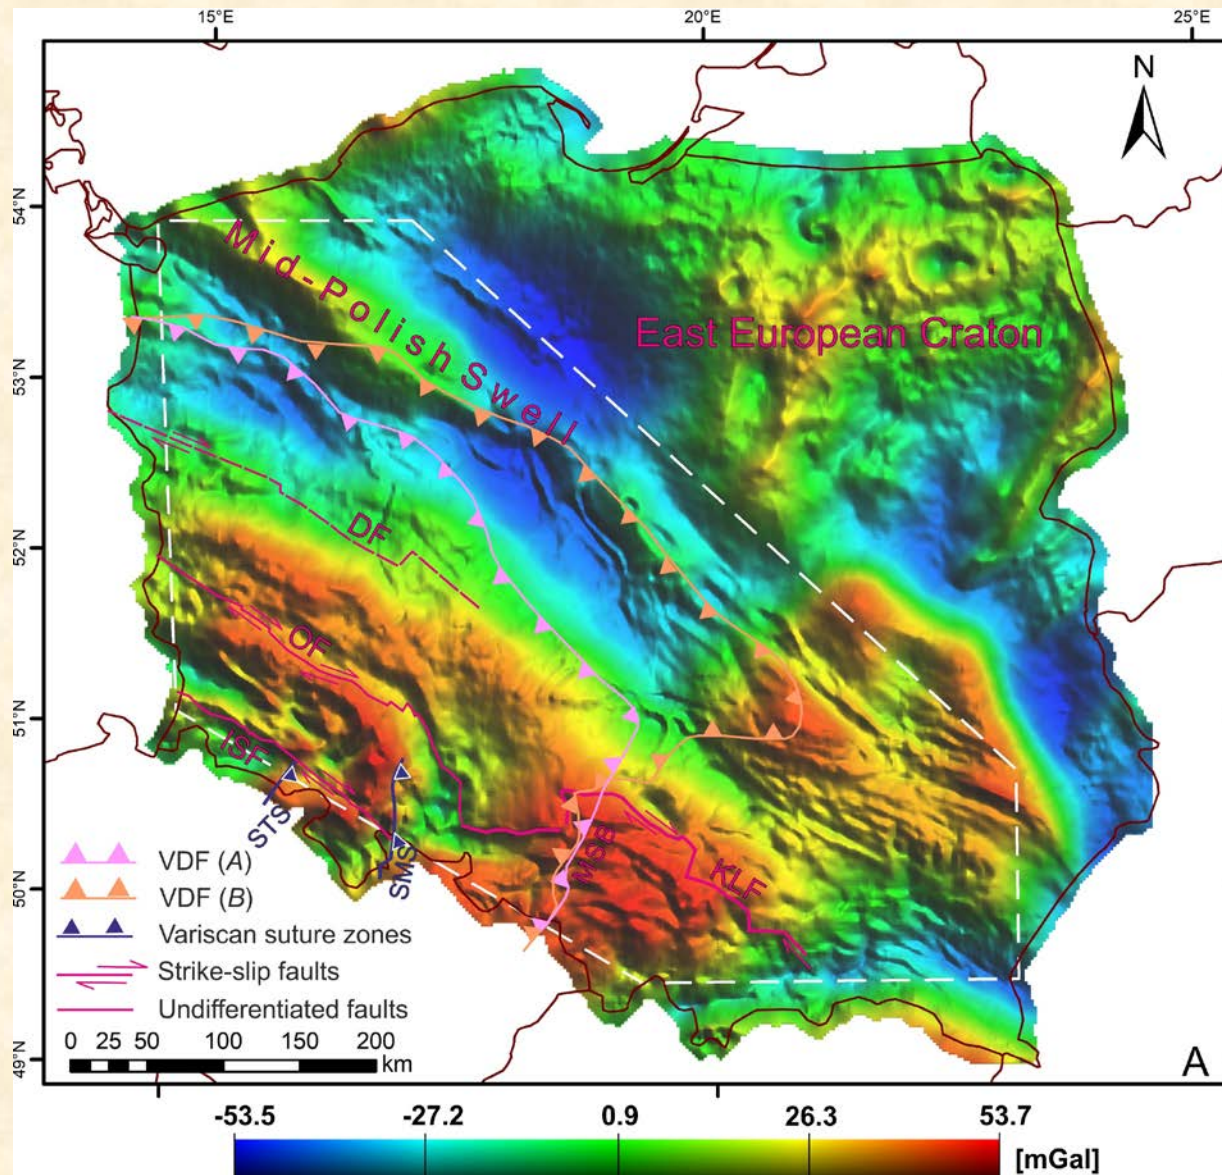 15°E
20°E
25°E
N
54°N
53°N
52°N
51°N
50°N
49°N
Mid-Polish Swell
East European Craton
DF
OF
ISF
STS
SMS
MSB
KLF
VDF (A)
VDF (B)
Variscan suture zones
Strike-slip faults
Undifferentiated faults
0 25 50 100 150 200
km
A
-53.5 -27.2 0.9 26.3 53.7
[mGal]